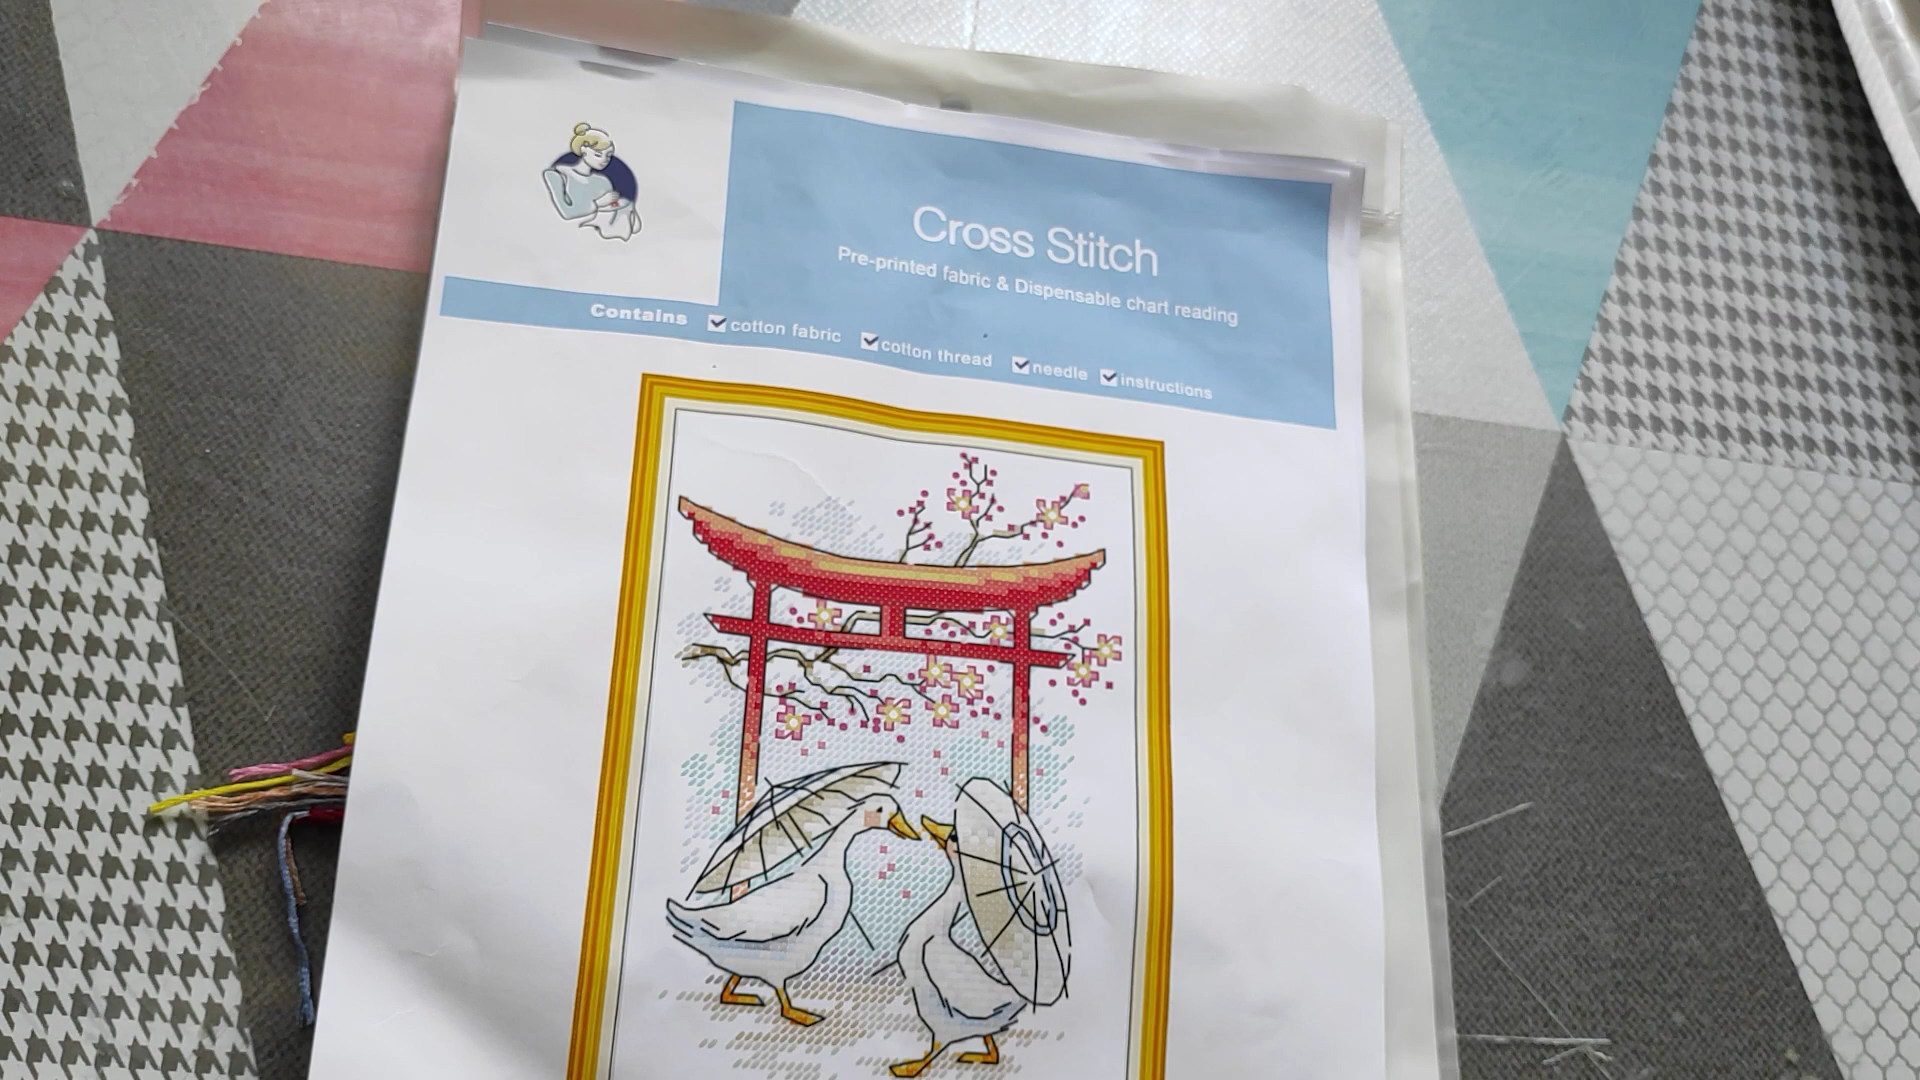 Cross Stitch
Pre-printed fabric & Dispensable chart reading
Contains cotton fabric cotton thread needle instructions